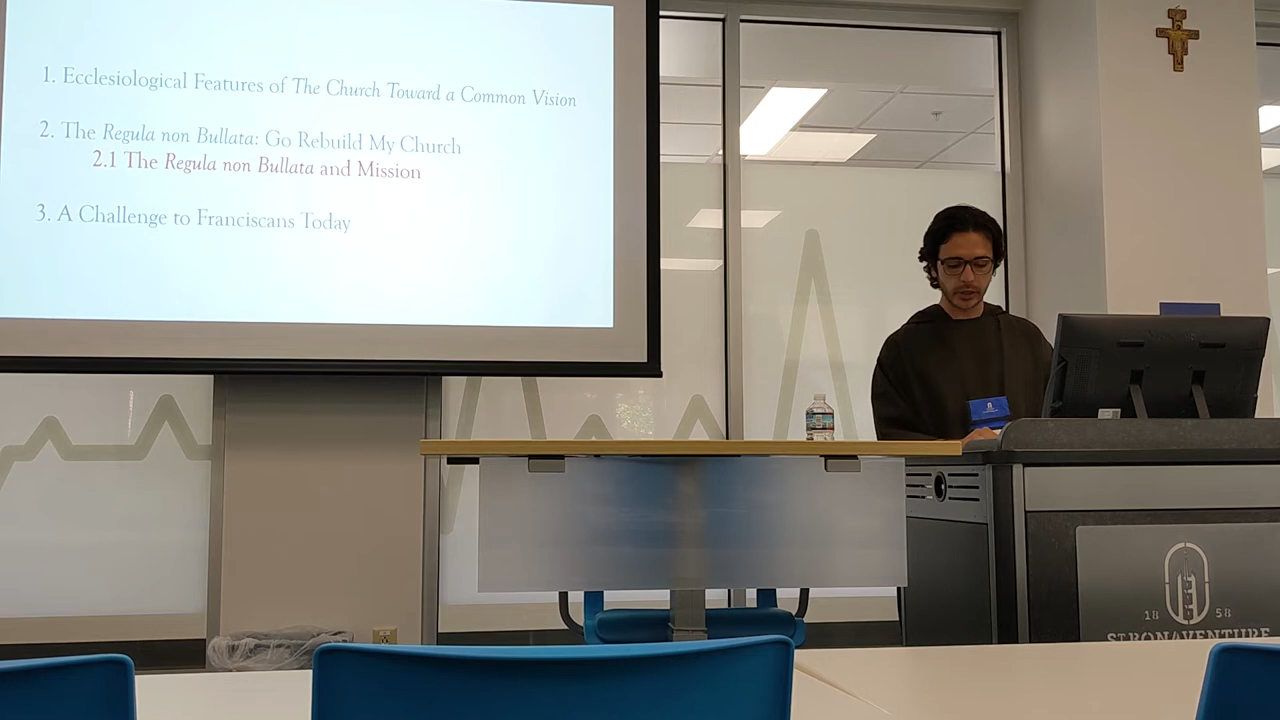 1. Ecclesiological Features of The Church Toward a Common Vision
2. The Regula non Bullata: Go Rebuild My Church
2.1 The Regula non Bullata and Mission
3. A Challenge to Franciscans Today
18 58
ST.BONAVENTURE